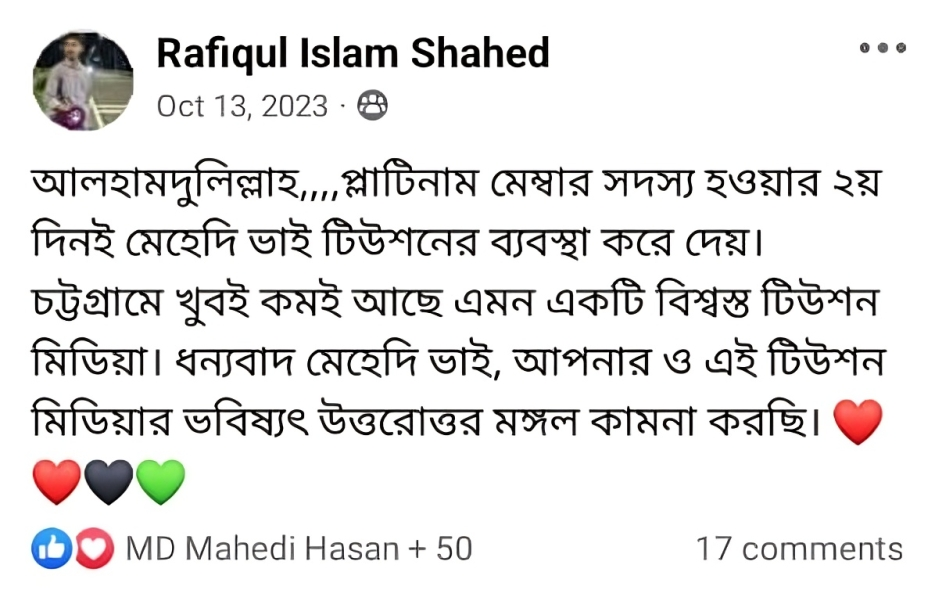 Rafiqul Islam Shahed
Oct 13, 2023 ·
আলহামদুলিল্লাহ,,,,প্লাটিনাম মেম্বার সদস্য হওয়ার ২য়
দিনই মেহেদি ভাই টিউশনের ব্যবস্থা করে দেয়।
চট্টগ্রামে খুবই কমই আছে এমন একটি বিশ্বস্ত টিউশন
মিডিয়া। ধন্যবাদ মেহেদি ভাই, আপনার ও এই টিউশন
মিডিয়ার ভবিষ্যৎ উত্তরোত্তর মঙ্গল কামনা করছি। ❤️
❤️🖤💚
MD Mahedi Hasan + 50
17 comments